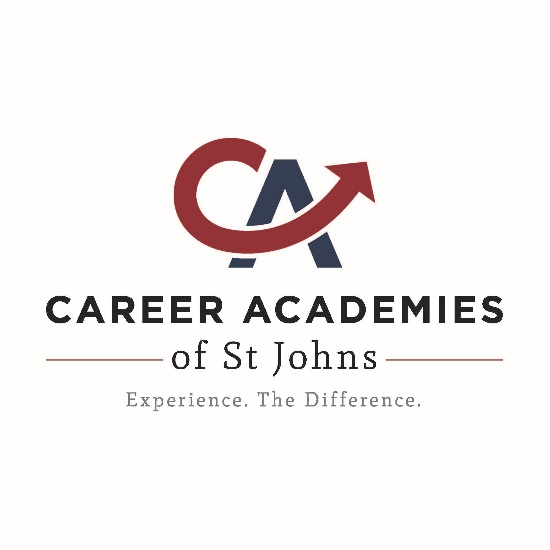 CA
CAREER ACADEMIES
of St Johns
Experience. The Difference.